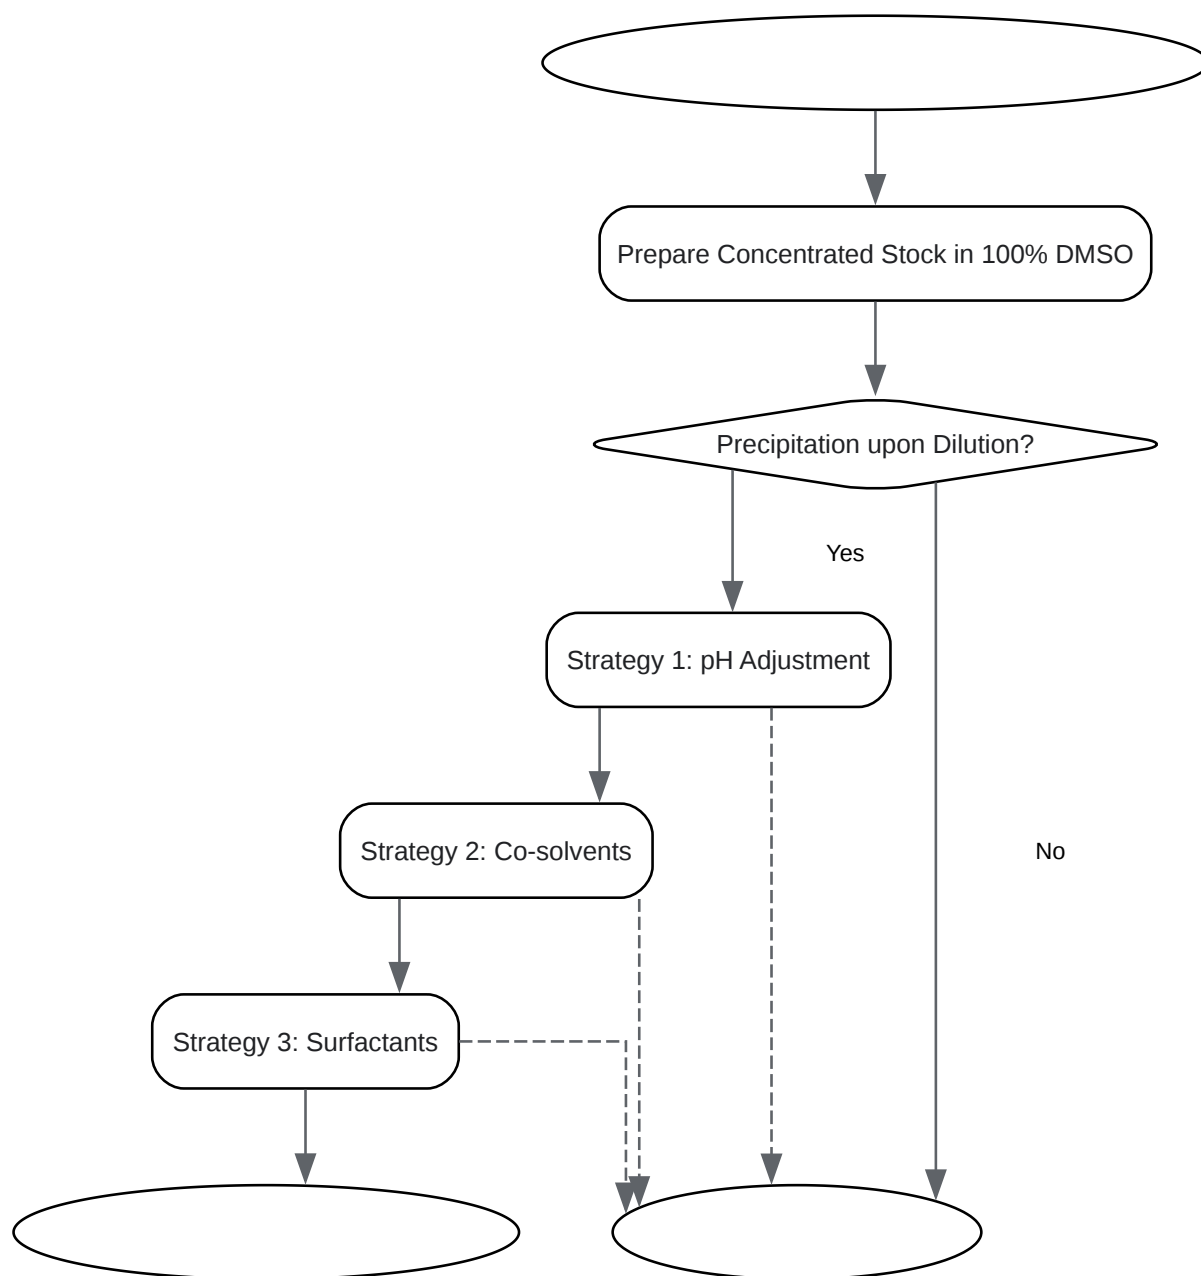 Prepare Concentrated Stock in 100% DMSO
Precipitation upon Dilution?
Yes
Strategy 1: pH Adjustment
Strategy 2: Co-solvents
No
Strategy 3: Surfactants